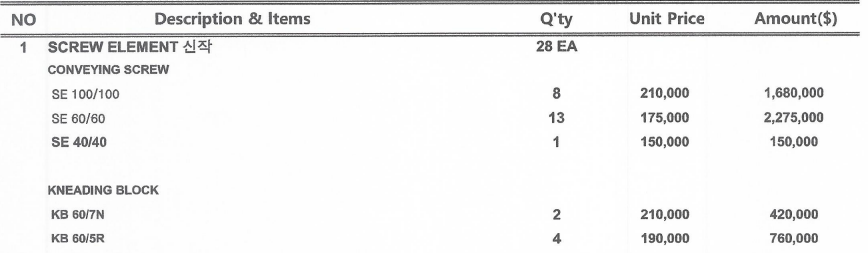 NO Description & Items Q'ty Unit Price Amount($)
1 SCREW ELEMENT 신작 28 EA
CONVEYING SCREW
SE 100/100 8 210,000 1,680,000
SE 60/60 13 175,000 2,275,000
SE 40/40 1 150,000 150,000
KNEADING BLOCK
KB 60/7N 2 210,000 420,000
KB 60/5R 4 190,000 760,000